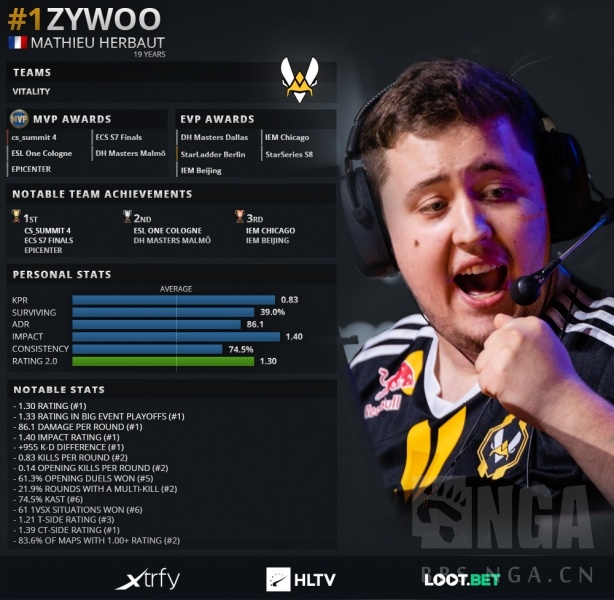 #1 ZYWOO
MATHIEU HERBAUT
19 YEARS
TEAMS
VITALITY
MVP MVP AWARDS
cs_summit 4
ECS S7 Finals
ESL One Cologne
DH Masters Malmö
EPICENTER
EVP AWARDS
DH Masters Dallas
IEM Chicago
StarLadder Berlin
StarSeries S8
IEM Beijing
NOTABLE TEAM ACHIEVEMENTS
1ST
CS_SUMMIT 4
ECS S7 FINALS
EPICENTER
2ND
ESL ONE COLOGNE
DH MASTERS MALMÖ
3RD
IEM CHICAGO
IEM BEIJING
PERSONAL STATS
AVERAGE
KPR 0.83
SURVIVING 39.0%
ADR 86.1
IMPACT 1.40
CONSISTENCY 74.5%
RATING 2.0 1.30
NOTABLE STATS
- 1.30 RATING (#1)
- 1.33 RATING IN BIG EVENT PLAYOFFS (#1)
- 86.1 DAMAGE PER ROUND (#1)
- 1.40 IMPACT RATING (#1)
- +955 K-D DIFFERENCE (#1)
- 0.83 KILLS PER ROUND (#2)
- 0.14 OPENING KILLS PER ROUND (#2)
- 61.3% OPENING DUELS WON (#5)
- 21.9% ROUNDS WITH A MULTI-KILL (#2)
- 74.5% KAST (#6)
- 61 1VSX SITUATIONS WON (#6)
- 1.21 T-SIDE RATING (#3)
- 1.39 CT-SIDE RATING (#1)
- 83.6% OF MAPS WITH 1.00+ RATING (#2)
Red Bull
NGA
BBS.NGA.CN
xtrfy
HLTV
LOOT.BET